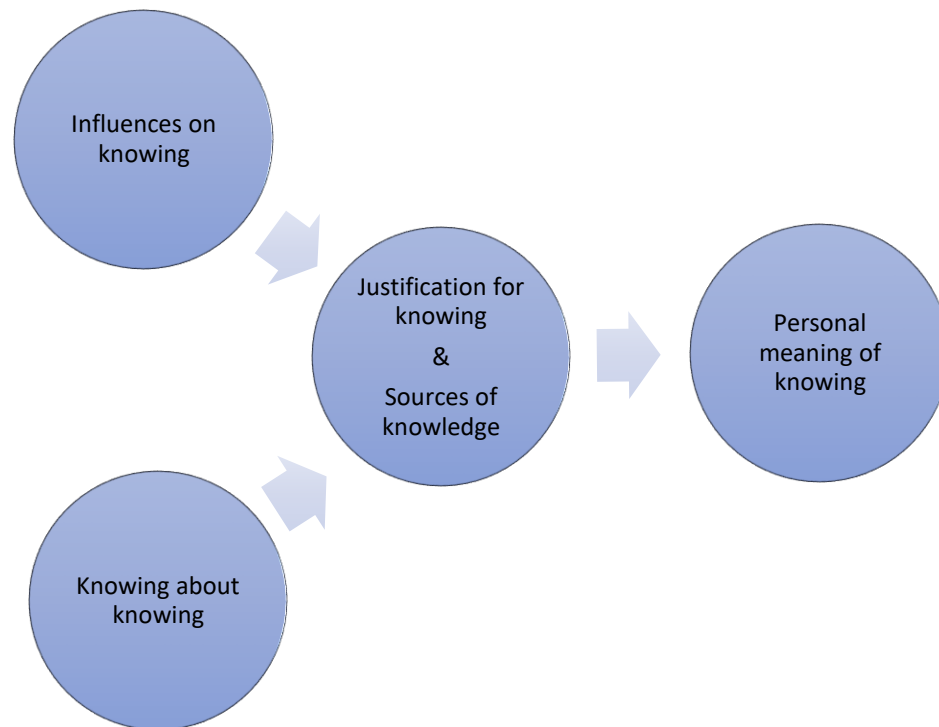 Influences on
knowing
Justification for
knowing
&
Sources of
knowledge
Personal
meaning of
knowing
Knowing about
knowing